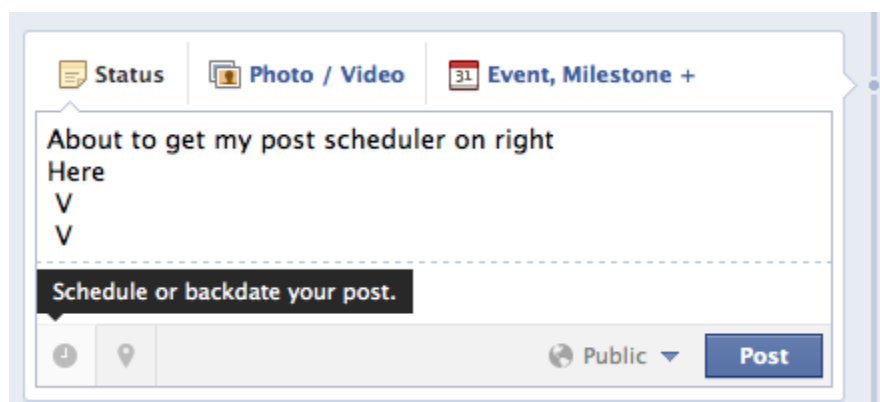 Status
Photo / Video
31
Event, Milestone +
About to get my post scheduler on right
Here
V
V
Schedule or backdate your post.
Public
Post